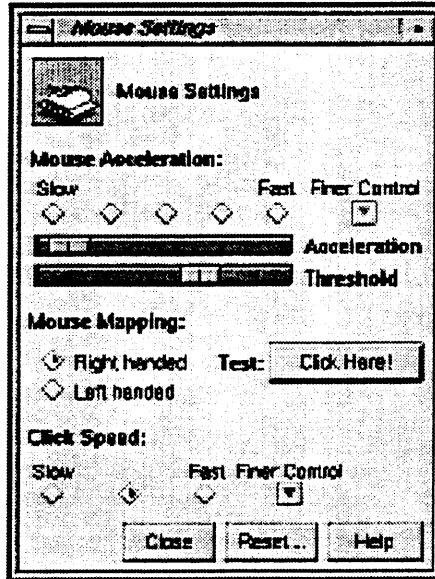 Mouse Settings
Mouse Settings
Mouse Acceleration:
Slow Fast Finer Control
Acceleration
Threshold
Mouse Mapping:
Right handed Test: Click Here!
Left handed
Click Speed:
Slow Fast Finer Control
Close Reset... Help